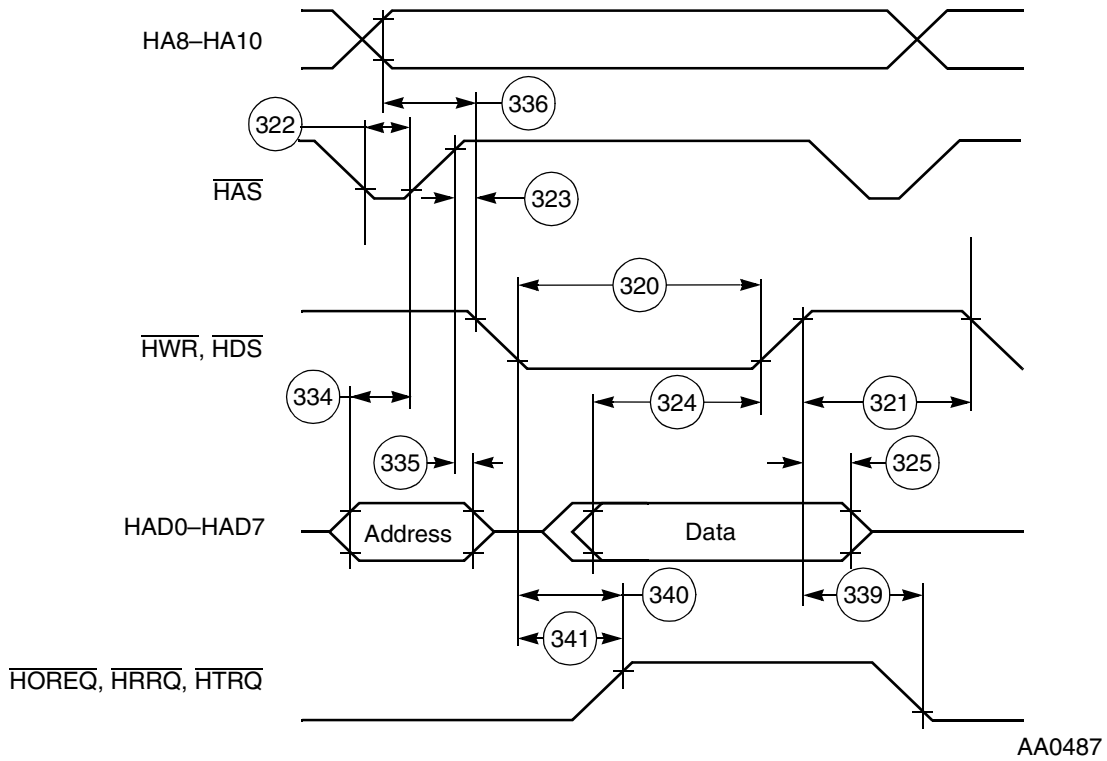 HA8–HA10
336
322
HAS
323
320
HWR, HDS
334
324
321
335
325
HAD0–HAD7
Address
Data
340
339
341
HOREQ, HRRQ, HTRQ
AA0487